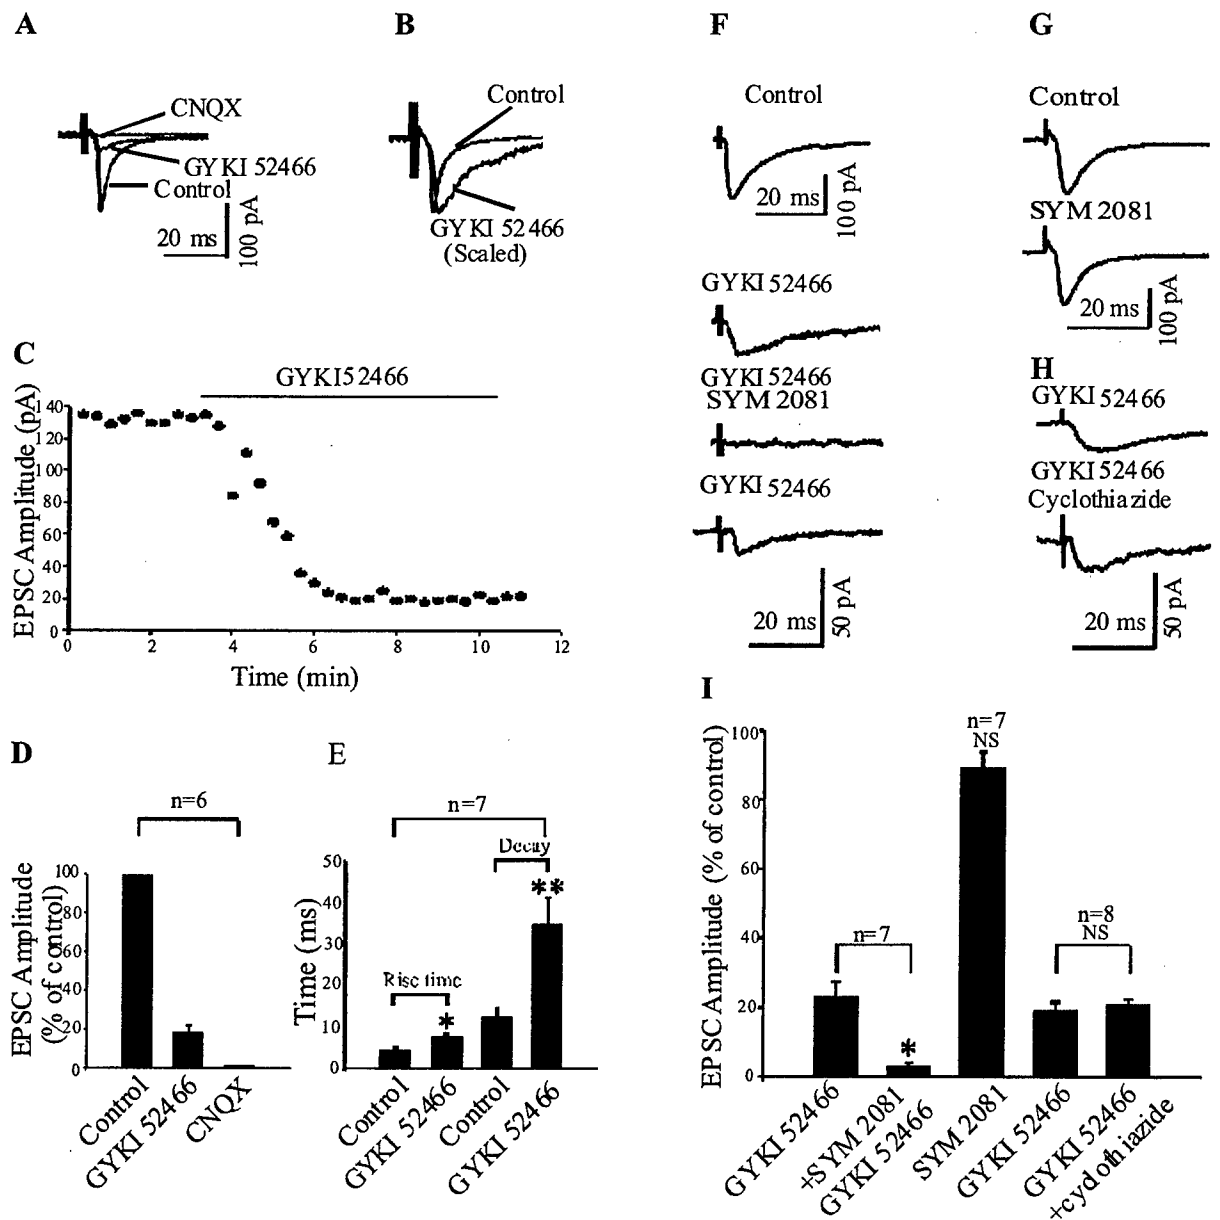 A
CNQX
GYKI 52466
Control
20 ms
100 pA
B
Control
GYKI 52466
(Scaled)
C
GYKI52466
EPSC Amplitude (pA)
140
120
100
80
60
40
20
0
0 2 4 6 8 10 12
Time (min)
D
n=6
EPSC Amplitude
(% of control)
100
80
60
40
20
0
Control
GYKI 52466
CNQX
E
n=7
Decay
Rise time
*
**
Time (ms)
50
40
30
20
10
0
Control
GYKI 52466
Control
GYKI 52466
F
Control
20 ms
100 pA
GYKI 52466
GYKI 52466
SYM 2081
GYKI 52466
20 ms
50 pA
G
Control
SYM 2081
20 ms
100 pA
H
GYKI 52466
GYKI 52466
Cyclothiazide
20 ms
50 pA
I
EPSC Amplitude (% of control)
100
80
60
40
20
0
n=7
*
n=7
NS
n=8
NS
GYKI 52466
+SYM 2081
GYKI 52466
SYM 2081
GYKI 52466
GYKI 52466
+cyclothiazide